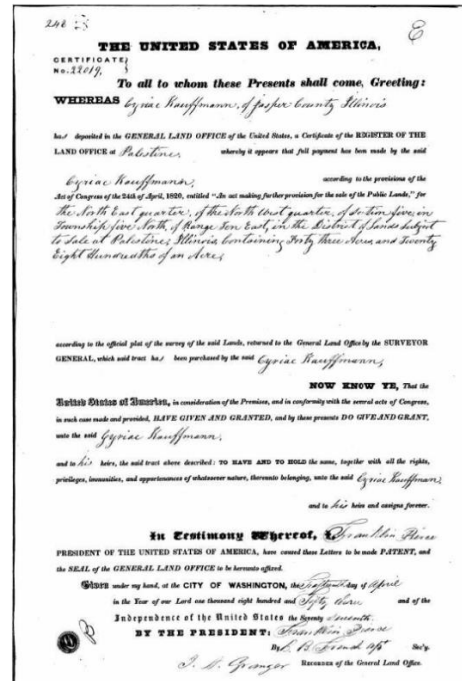 242
E
THE UNITED STATES OF AMERICA,
CERTIFICATE
No. 22019,
To all to whom these Presents shall come, Greeting:
WHEREAS Cyriac Kauffmann, of Jasper County Illinois
has deposited in the GENERAL LAND OFFICE of the United States, a Certificate of the REGISTER OF THE
LAND OFFICE at Palestine, whereby it appears that full payment has been made by the said
Cyriac Kauffmann, according to the provisions of the
Act of Congress of the 24th of April, 1820, entitled "An act making further provision for the sale of the Public Lands," for
the North East quarter, of the North West quarter, of Section five, in
Township five North, of Range Ten East, in the District of Lands Subject
to Sale at Palestine, Illinois, Containing Forty three Acres, and Twenty
Eight Hundredths of an Acre,
according to the official plat of the survey of the said Lands, returned to the General Land Office by the SURVEYOR
GENERAL, which said tract has been purchased by the said Cyriac Kauffmann,
NOW KNOW YE, That the
United States of America, in consideration of the Premises, and in conformity with the several acts of Congress,
in such case made and provided, HAVE GIVEN AND GRANTED, and by these presents DO GIVE AND GRANT,
unto the said Cyriac Kauffmann,
and to his heirs, the said tract above described: TO HAVE AND TO HOLD the same, together with all the rights,
privileges, immunities, and appurtenances of whatsoever nature, thereunto belonging, unto the said Cyriac Kauffman
and to his heirs and assigns forever.
In Testimony Whereof, I, Franklin Pierce
PRESIDENT OF THE UNITED STATES OF AMERICA, have caused these Letters to be made PATENT, and
the SEAL of the GENERAL LAND OFFICE to be hereunto affixed.
Given under my hand, at the CITY OF WASHINGTON, the day of April
in the Year of our Lord one thousand eight hundred and Fifty three and of the
Independence of the United States the Seventy seventh
BY THE PRESIDENT: Franklin Pierce
By B. French Sec'y.
Granger RECORDER of the General Land Office.